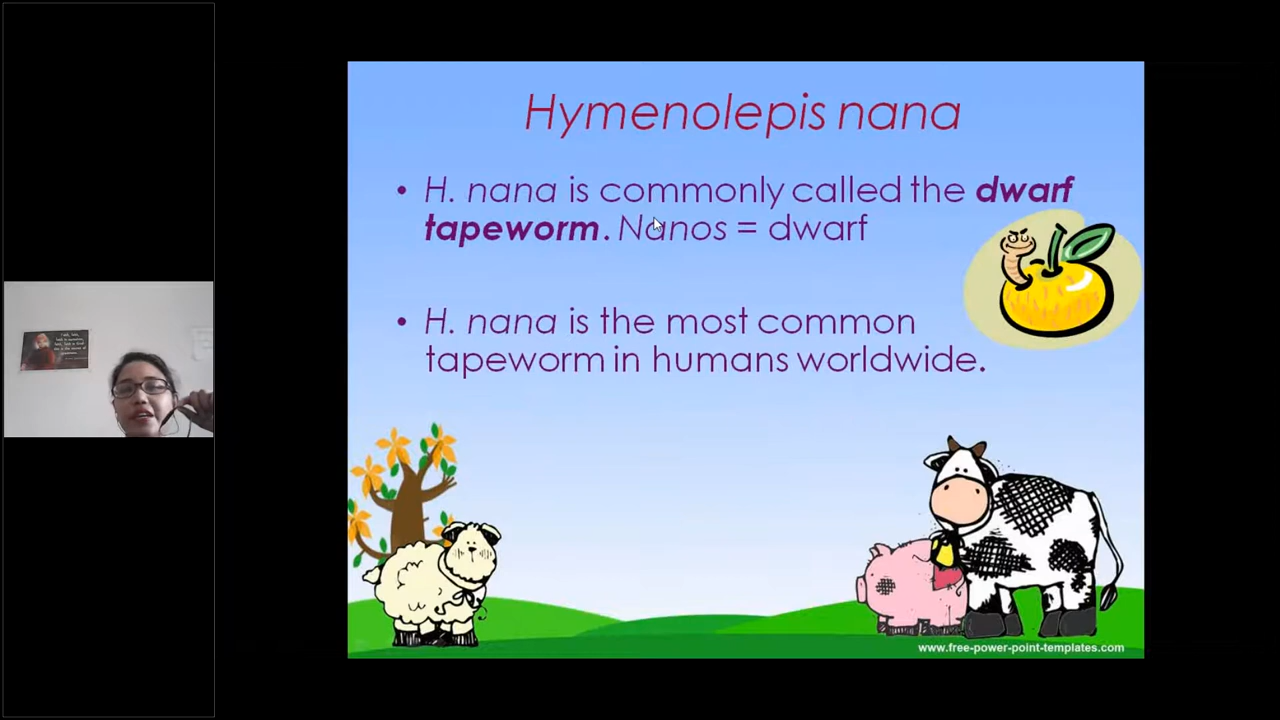 Hymenolepis nana
• H. nana is commonly called the dwarf
tapeworm. Nanos = dwarf
• H. nana is the most common
tapeworm in humans worldwide.
www.free-power-point-templates.com